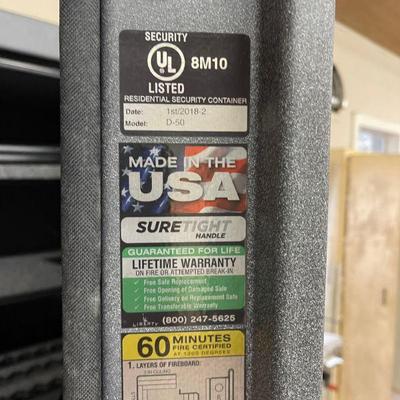 SECURITY
UL
8M10
LISTED
RESIDENTIAL SECURITY CONTAINER
Date: 1st/2018-2
Model: D-50
MADE IN THE
USA
SURETIGHT
HANDLE
GUARANTEED FOR LIFE
LIFETIME WARRANTY
ON FIRE OR ATTEMPTED BREAK-IN
✓ Free Safe Replacement
✓ Free Opening of Damaged Safe
✓ Free Delivery on Replacement Safe
✓ Free Transferable Warranty
LIBERTY (800) 247-5625
60 MINUTES
FIRE CERTIFIED
AT 1200 DEGREES
1. LAYERS OF FIREBOARD: